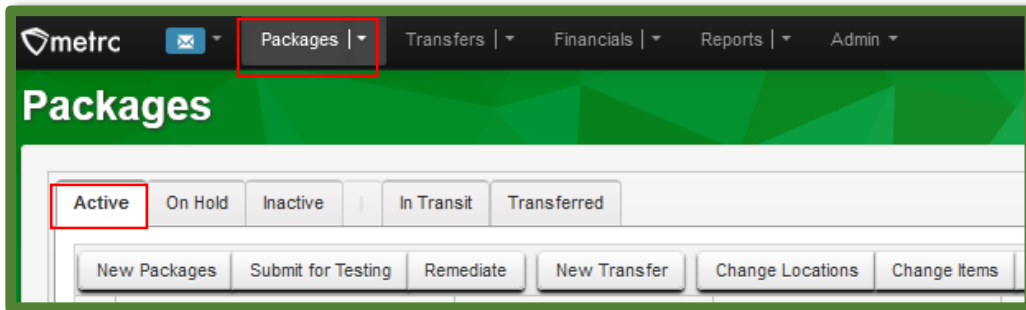 metrc Packages Transfers Financials Reports Admin
Packages
Active On Hold Inactive In Transit Transferred
New Packages Submit for Testing Remediate New Transfer Change Locations Change Items